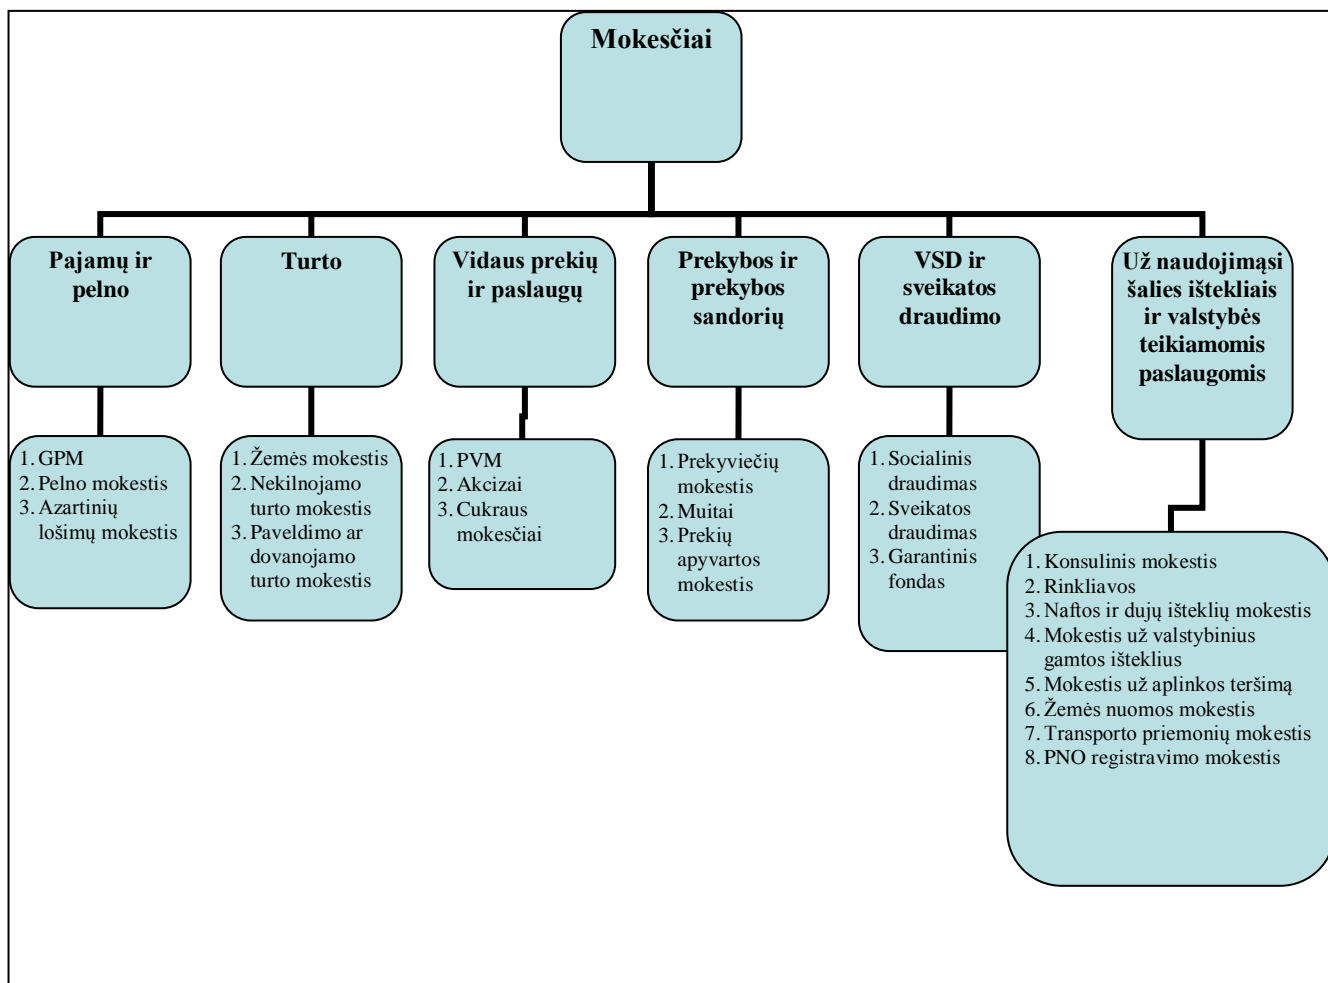 Mokesčiai
Pajamų ir
pelno
Turto
Vidaus prekių
ir paslaugų
Prekybos ir
prekybos
sandorių
VSD ir
sveikatos
draudimo
Už naudojimąsi
šalies ištekliais
ir valstybės
teikiamomis
paslaugomis
1. GPM
2. Pelno mokestis
3. Azartinių
lošimų mokestis
1. Žemės mokestis
2. Nekilnojamo
turto mokestis
3. Paveldimo ar
dovanojamo
turto mokestis
1. PVM
2. Akcizai
3. Cukraus
mokesčiai
1. Prekyviečių
mokestis
2. Muitai
3. Prekių
apyvartos
mokestis
1. Socialinis
draudimas
2. Sveikatos
draudimas
3. Garantinis
fondas
1. Konsulinis mokestis
2. Rinkliavos
3. Naftos ir dujų išteklių mokestis
4. Mokestis už valstybinius
gamtos išteklius
5. Mokestis už aplinkos teršimą
6. Žemės nuomos mokestis
7. Transporto priemonių mokestis
8. PNO registravimo mokestis